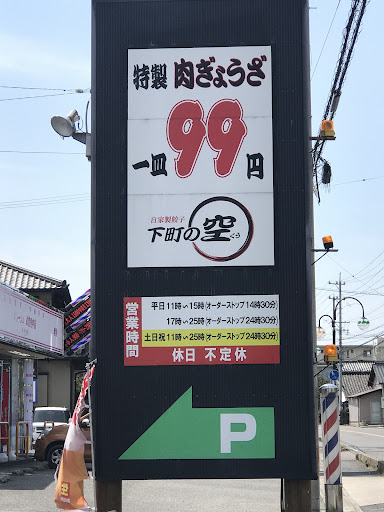 特製 肉ぎょうざ
一皿 99円
自家製餃子
下町の空
くう
営業時間
平日 11時〜15時(オーダーストップ14時30分)
17時〜25時(オーダーストップ24時30分)
土日祝 11時〜25時(オーダーストップ24時30分)
休日 不定休
P